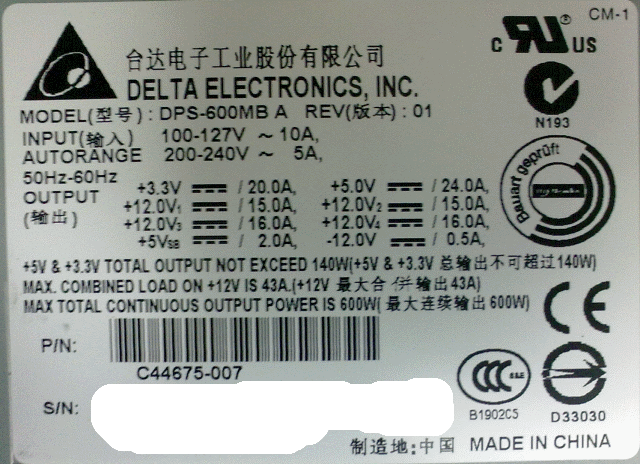 CM-1
台达电子工业股份有限公司
DELTA ELECTRONICS, INC.
c RU ® US
MODEL(型号): DPS-600MB A REV(版本): 01
N193
INPUT(输入) 100-127V ~ 10A,
AUTORANGE 200-240V ~ 5A,
50Hz-60Hz
Bauart geprüft
OUTPUT
(输出)
+3.3V / 20.0A, +5.0V / 24.0A,
+12.0V1 / 15.0A, +12.0V2 / 15.0A,
+12.0V3 / 16.0A, +12.0V4 / 16.0A,
+5VSB / 2.0A, -12.0V / 0.5A,
+5V & +3.3V TOTAL OUTPUT NOT EXCEED 140W(+5V & +3.3V 总输出不可超过140W)
MAX. COMBINED LOAD ON +12V IS 43A.(+12V 最大合併输出43A)
MAX TOTAL CONTINUOUS OUTPUT POWER IS 600W( 最大连续输出600W)
CE
P/N:
C44675-007
CCC S&E
B1902C5
D33030
S/N:
制造地:中国 MADE IN CHINA